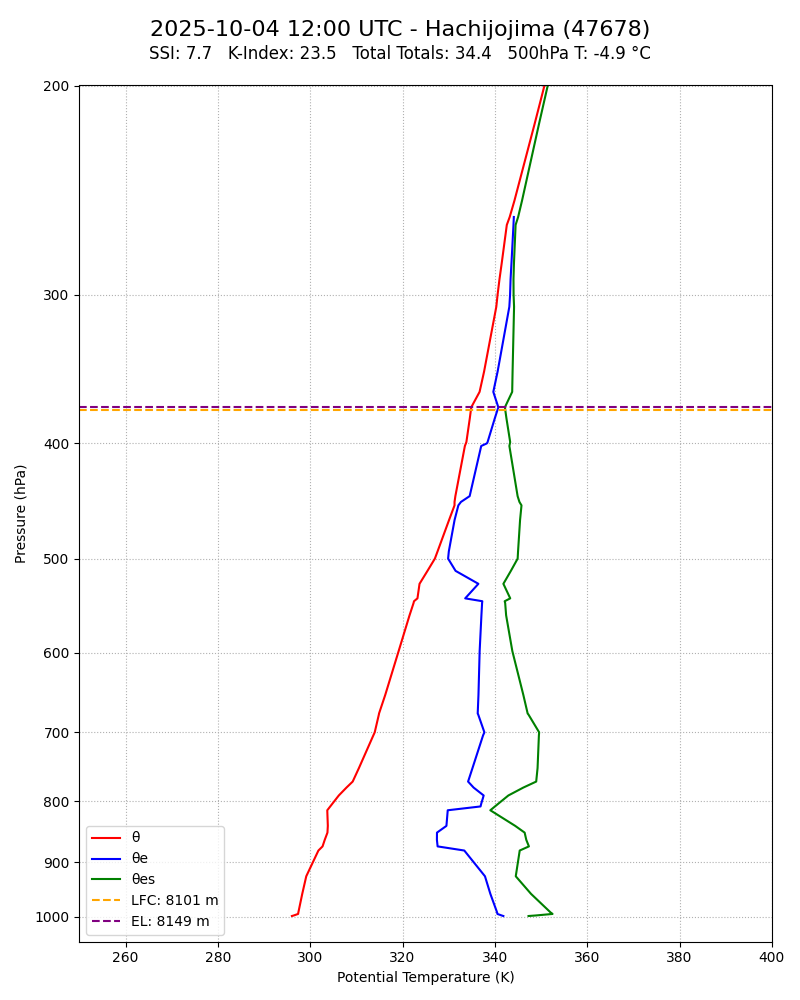 2025-10-04 12:00 UTC - Hachijojima (47678)
SSI: 7.7   K-Index: 23.5   Total Totals: 34.4   500hPa T: -4.9 °C
200
300
400
500
600
700
800
900
1000
Pressure (hPa)
θ
θe
θes
LFC: 8101 m
EL: 8149 m
260 280 300 320 340 360 380 400
Potential Temperature (K)